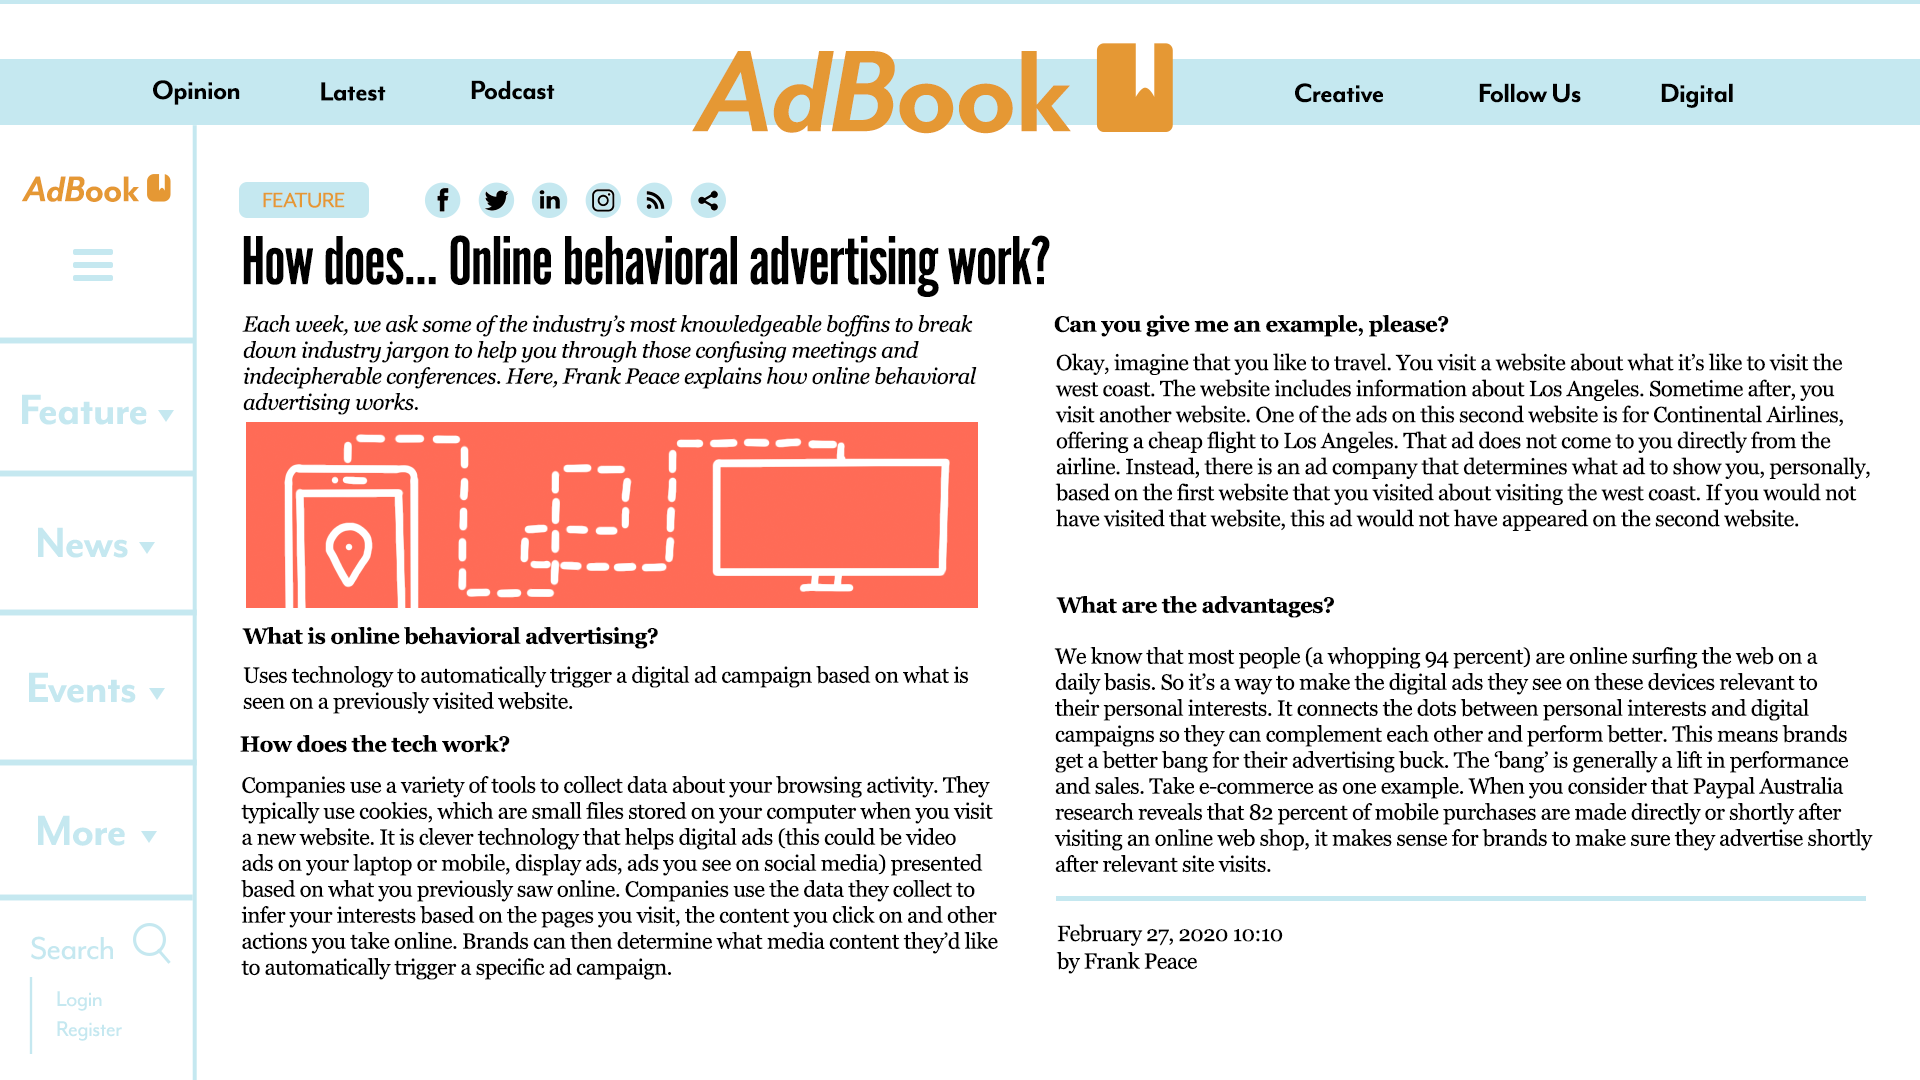 Opinion
Latest
Podcast
AdBook
Creative
Follow Us
Digital
AdBook
Feature
News
Events
More
Search
Login
Register
FEATURE
How does... Online behavioral advertising work?
Each week, we ask some of the industry’s most knowledgeable boffins to break
down industry jargon to help you through those confusing meetings and
indecipherable conferences. Here, Frank Peace explains how online behavioral
advertising works.
What is online behavioral advertising?
Uses technology to automatically trigger a digital ad campaign based on what is
seen on a previously visited website.
How does the tech work?
Companies use a variety of tools to collect data about your browsing activity. They
typically use cookies, which are small files stored on your computer when you visit
a new website. It is clever technology that helps digital ads (this could be video
ads on your laptop or mobile, display ads, ads you see on social media) presented
based on what you previously saw online. Companies use the data they collect to
infer your interests based on the pages you visit, the content you click on and other
actions you take online. Brands can then determine what media content they’d like
to automatically trigger a specific ad campaign.
Can you give me an example, please?
Okay, imagine that you like to travel. You visit a website about what it’s like to visit the
west coast. The website includes information about Los Angeles. Sometime after, you
visit another website. One of the ads on this second website is for Continental Airlines,
offering a cheap flight to Los Angeles. That ad does not come to you directly from the
airline. Instead, there is an ad company that determines what ad to show you, personally,
based on the first website that you visited about visiting the west coast. If you would not
have visited that website, this ad would not have appeared on the second website.
What are the advantages?
We know that most people (a whopping 94 percent) are online surfing the web on a
daily basis. So it’s a way to make the digital ads they see on these devices relevant to
their personal interests. It connects the dots between personal interests and digital
campaigns so they can complement each other and perform better. This means brands
get a better bang for their advertising buck. The ‘bang’ is generally a lift in performance
and sales. Take e-commerce as one example. When you consider that Paypal Australia
research reveals that 82 percent of mobile purchases are made directly or shortly after
visiting an online web shop, it makes sense for brands to make sure they advertise shortly
after relevant site visits.
February 27, 2020 10:10
by Frank Peace